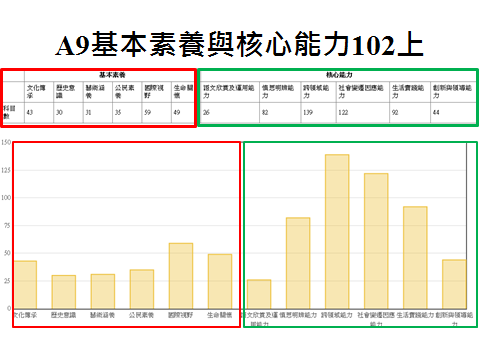 A9基本素養與核心能力102上
基本素養 核心能力
文化傳承 歷史意識 藝術涵養 公民素養 國際視野 生命關懷 語文欣賞及運用能力 慎思明辨能力 跨領域能力 社會變遷因應能力 生活實踐能力 創新與領導能力
科目數 43 30 31 35 59 49 26 82 139 122 92 44
150
125
100
75
50
25
0
文化傳承 歷史意識 藝術涵養 公民素養 國際視野 生命關懷 語文欣賞及運用能力 慎思明辨能力 跨領域能力 社會變遷因應能力 生活實踐能力 創新與領導能力